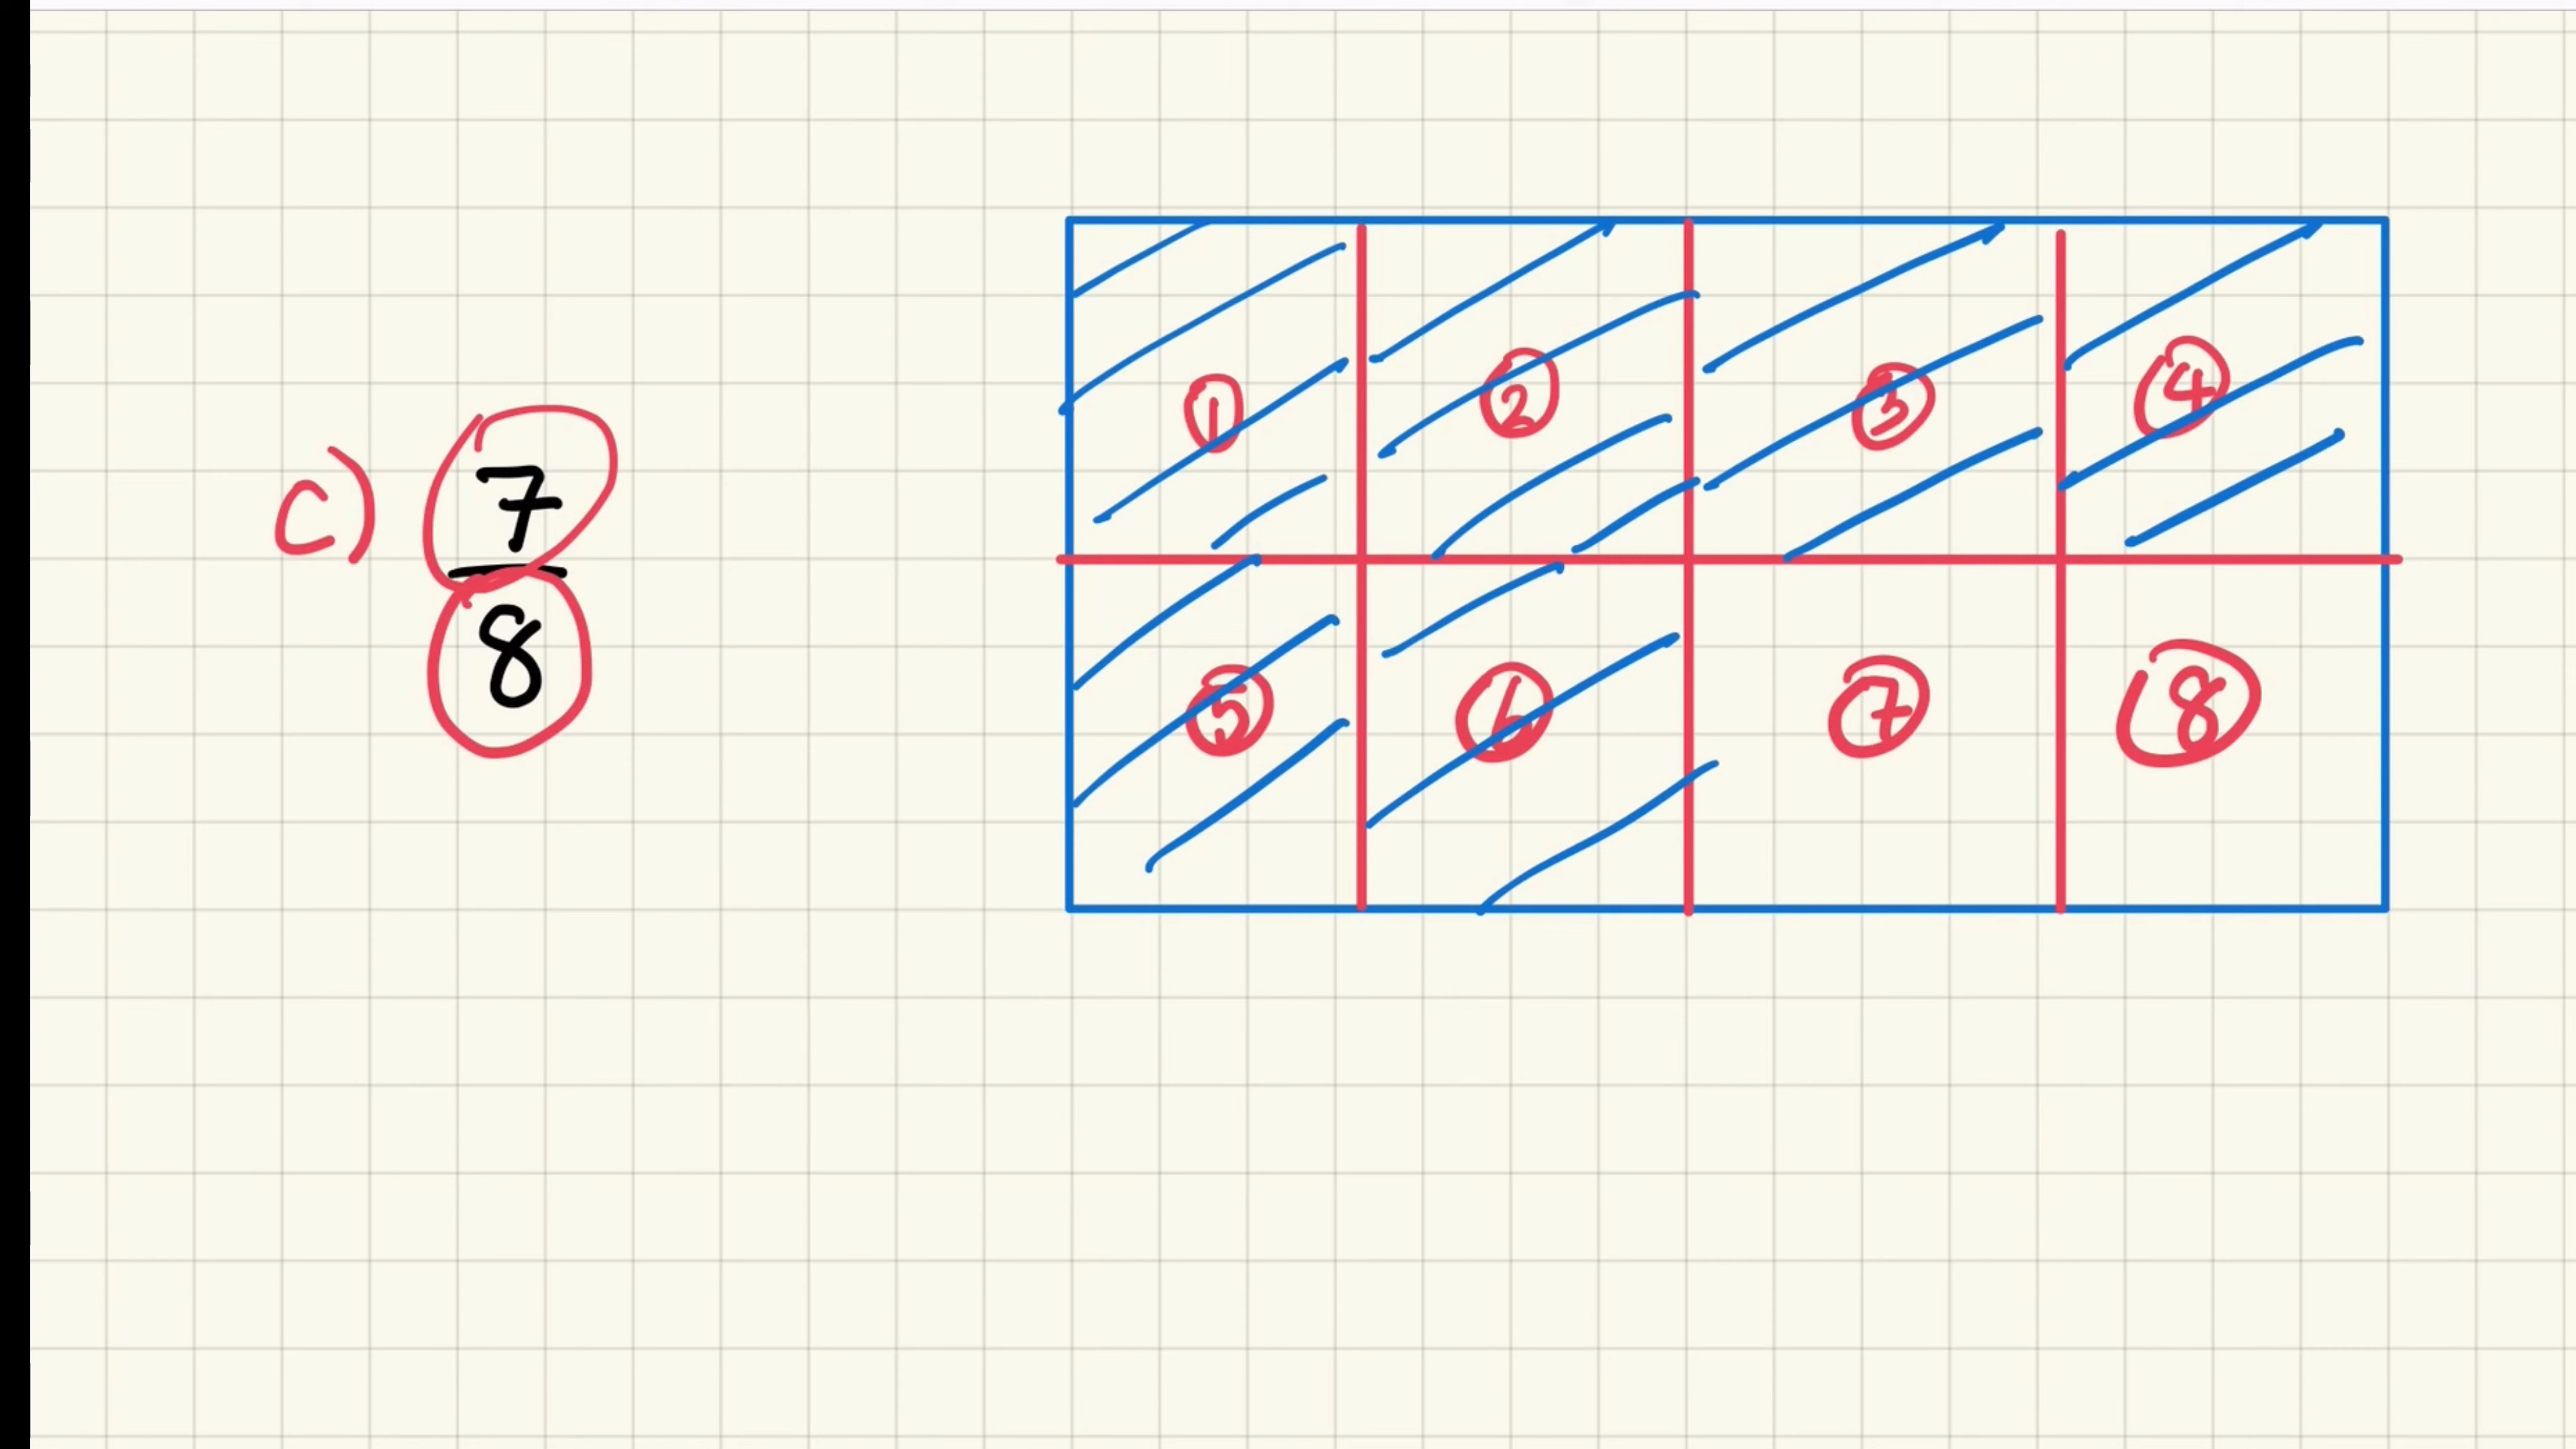 c) 7
8
① ② ③ ④
⑤ ⑥ ⑦ ⑧